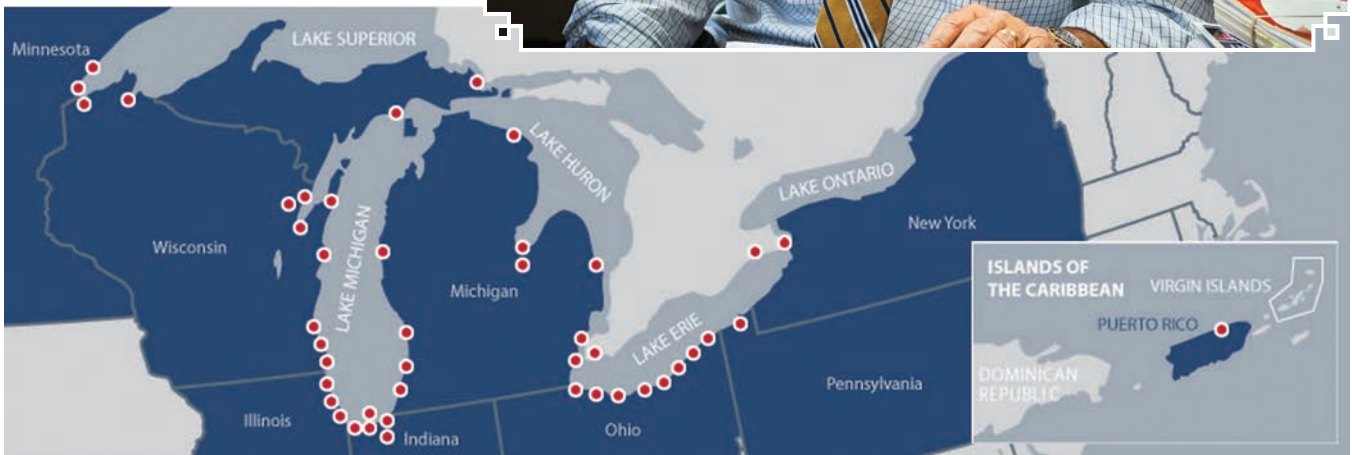 Minnesota
LAKE SUPERIOR
LAKE HURON
LAKE ONTARIO
New York
Wisconsin
LAKE MICHIGAN
Michigan
ISLANDS OF
THE CARIBBEAN
VIRGIN ISLANDS
PUERTO RICO
LAKE ERIE
DOMINICAN
REPUBLIC
Pennsylvania
Illinois
Indiana
Ohio